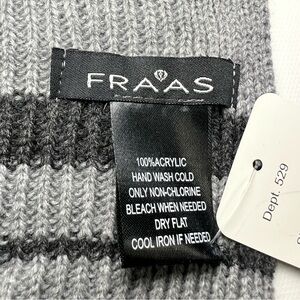 FRAAS
100%ACRYLIC
HAND WASH COLD
ONLY NON-CHLORINE
BLEACH WHEN NEEDED
DRY FLAT
COOL IRON IF NEEDED
Dept. 529